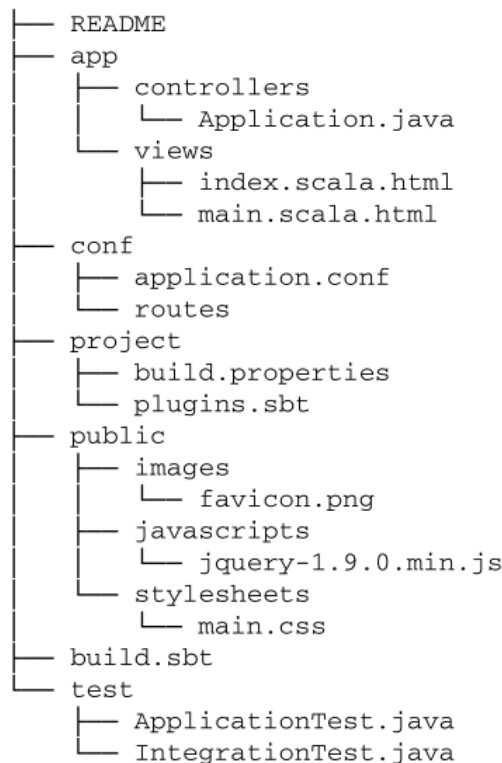 ├── README
├── app
│   ├── controllers
│   │   └── Application.java
│   └── views
│       ├── index.scala.html
│       └── main.scala.html
├── conf
│   ├── application.conf
│   └── routes
├── project
│   ├── build.properties
│   └── plugins.sbt
├── public
│   ├── images
│   │   └── favicon.png
│   ├── javascripts
│   │   └── jquery-1.9.0.min.js
│   └── stylesheets
│       └── main.css
├── build.sbt
└── test
    ├── ApplicationTest.java
    └── IntegrationTest.java